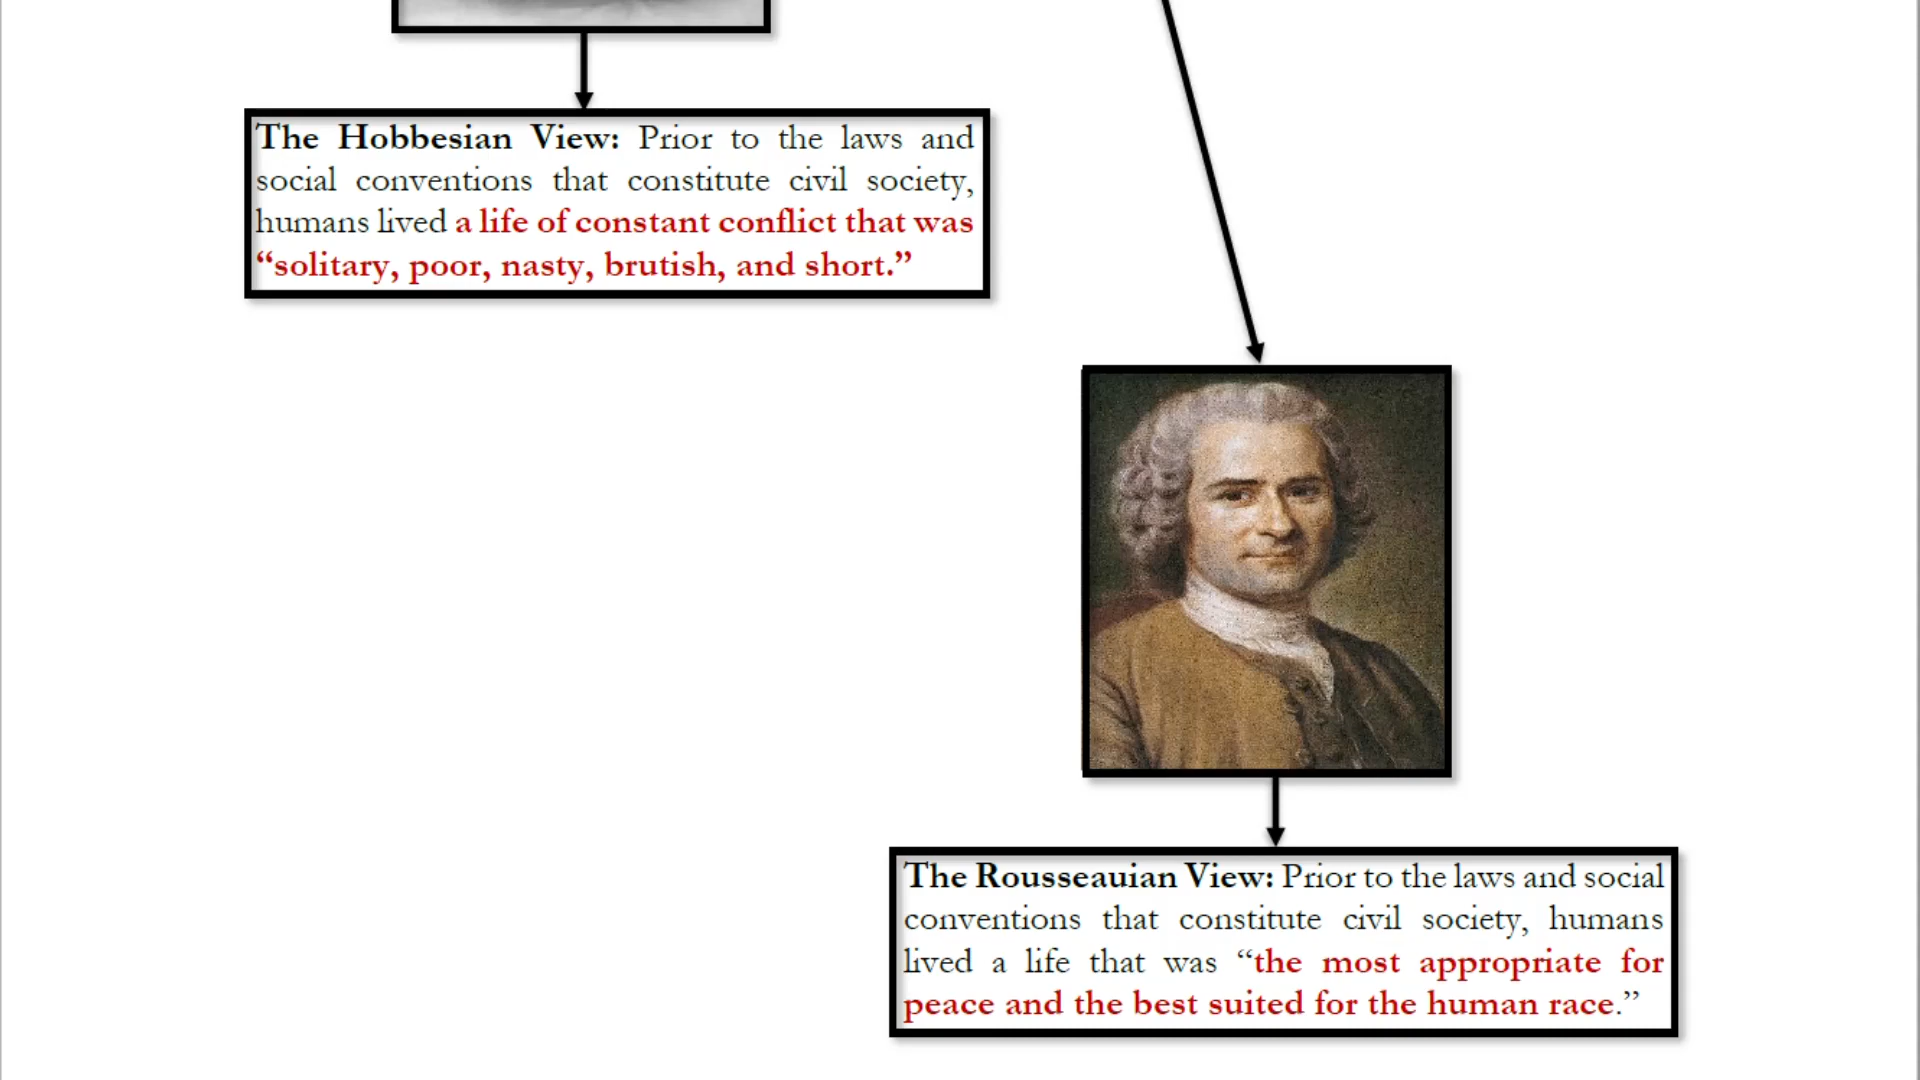 The Hobbesian View: Prior to the laws and
social conventions that constitute civil society,
humans lived a life of constant conflict that was
“solitary, poor, nasty, brutish, and short.”
The Rousseauian View: Prior to the laws and social
conventions that constitute civil society, humans
lived a life that was “the most appropriate for
peace and the best suited for the human race.”